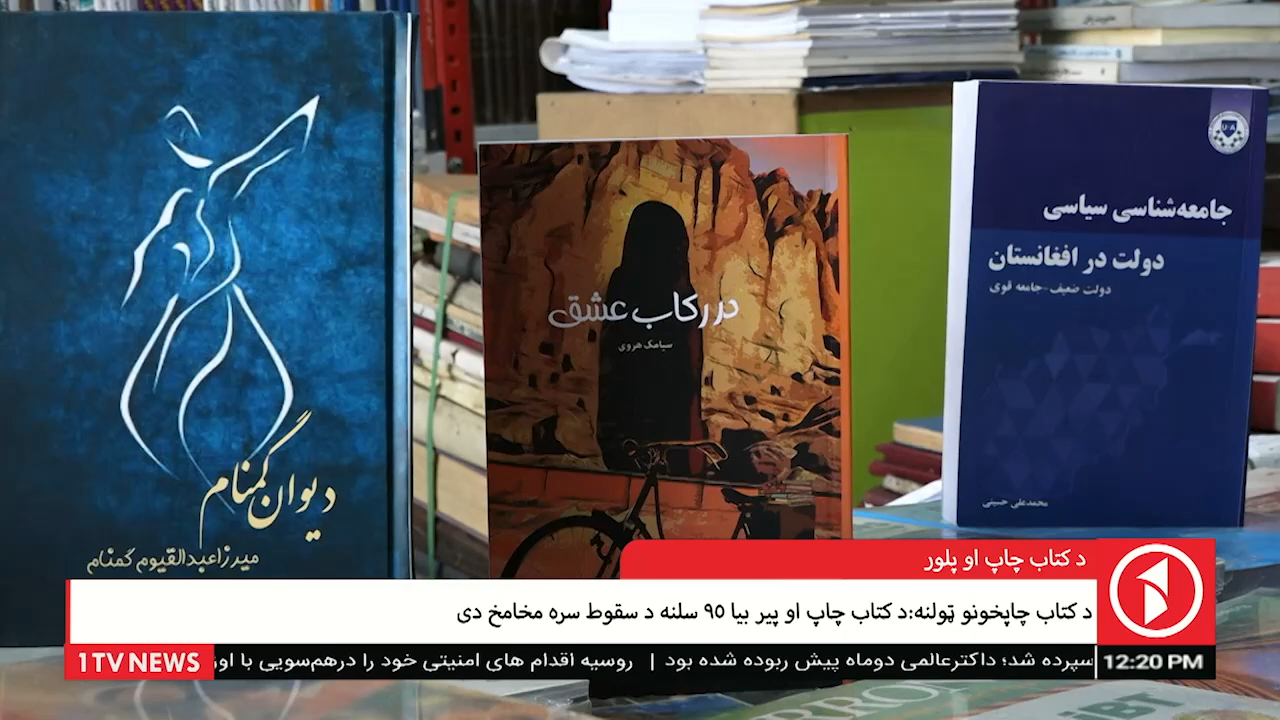 دیوان گمنام
میرزا عبدالقیوم گمنام
در رکاب عشق
سیامک هروی
جامعه‌شناسی سیاسی
دولت در افغانستان
دولت ضعیف - جامعه قوی
محمدعلی حسینی
د کتاب چاپ او پلور
د کتاب چاپخونو ټولنه:د کتاب چاپ او پیر بیا ۹۵ سلنه د سقوط سره مخامخ دی
1TV NEWS
سپرده شد؛ داکترعالمی دوماه پیش ربوده شده بود | روسیه اقدام های امنیتی خود را درهم‌سویی با اوز
12:20 PM